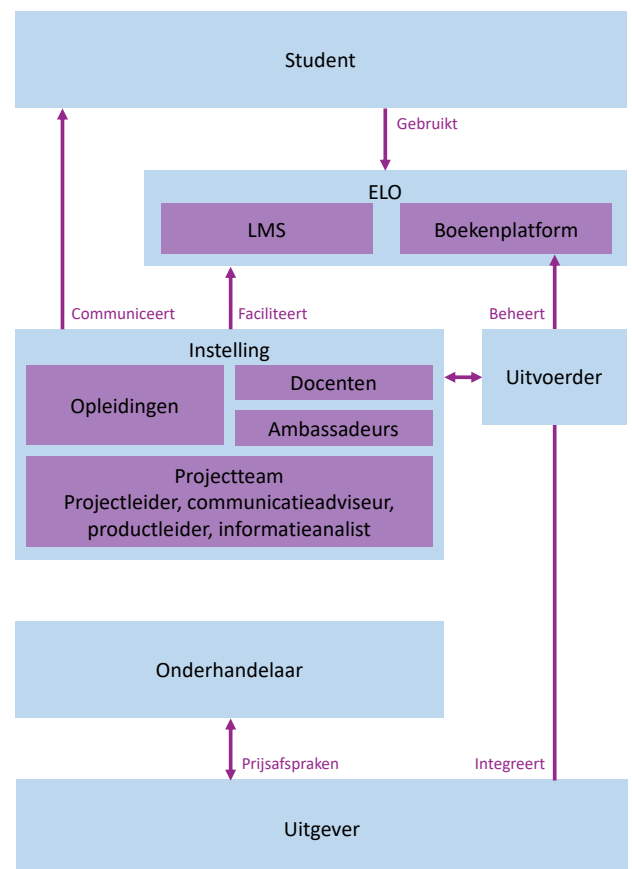 Student
Gebruikt
ELO
LMS
Boekenplatform
Communiceert
Faciliteert
Beheert
Instelling
Opleidingen
Docenten
Ambassadeurs
Uitvoerder
Projectteam
Projectleider, communicatieadviseur,
productleider, informatieanalist
Onderhandelaar
Prijsafspraken
Integreert
Uitgever